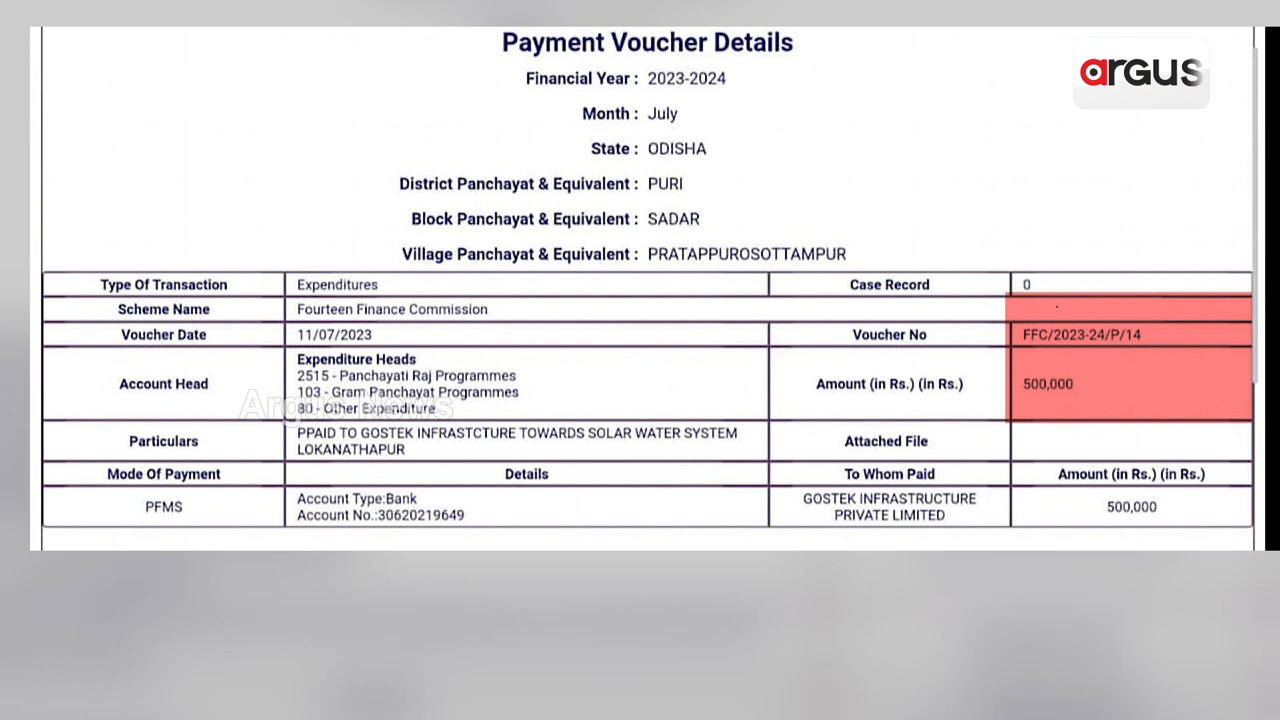 Payment Voucher Details
argus
Financial Year : 2023-2024
Month : July
State : ODISHA
District Panchayat & Equivalent : PURI
Block Panchayat & Equivalent : SADAR
Village Panchayat & Equivalent : PRATAPPUROSOTTAMPUR
Type Of Transaction Expenditures Case Record 0
Scheme Name Fourteen Finance Commission
Voucher Date 11/07/2023 Voucher No FFC/2023-24/P/14
Expenditure Heads
2515 - Panchayati Raj Programmes
Account Head 103 - Gram Panchayat Programmes Amount (in Rs.) (in Rs.) 500,000
80 - Other Expenditure
Argus News
Particulars PPAID TO GOSTEK INFRASTCTURE TOWARDS SOLAR WATER SYSTEM Attached File
LOKANATHAPUR
Mode Of Payment Details To Whom Paid Amount (in Rs.) (in Rs.)
PFMS Account Type:Bank GOSTEK INFRASTRUCTURE 500,000
Account No.:30620219649 PRIVATE LIMITED